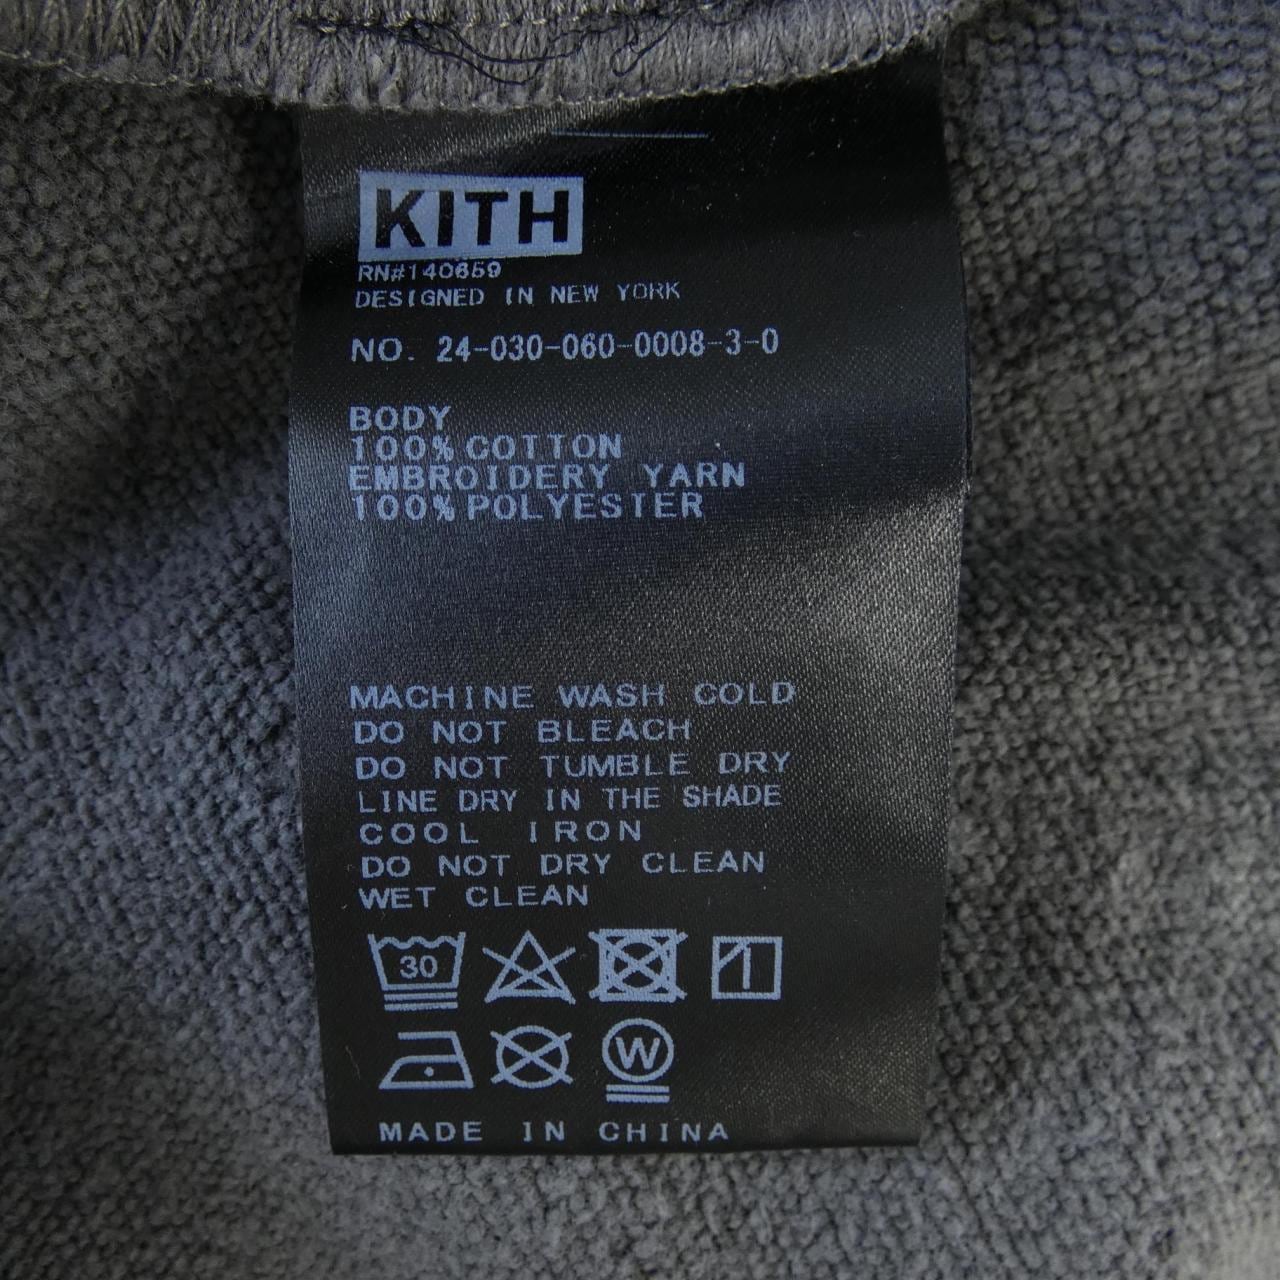 KITH
RN#140659
DESIGNED IN NEW YORK
NO. 24-030-060-0008-3-0
BODY
100% COTTON
EMBROIDERY YARN
100% POLYESTER
MACHINE WASH COLD
DO NOT BLEACH
DO NOT TUMBLE DRY
LINE DRY IN THE SHADE
COOL IRON
DO NOT DRY CLEAN
WET CLEAN
30
W
MADE IN CHINA